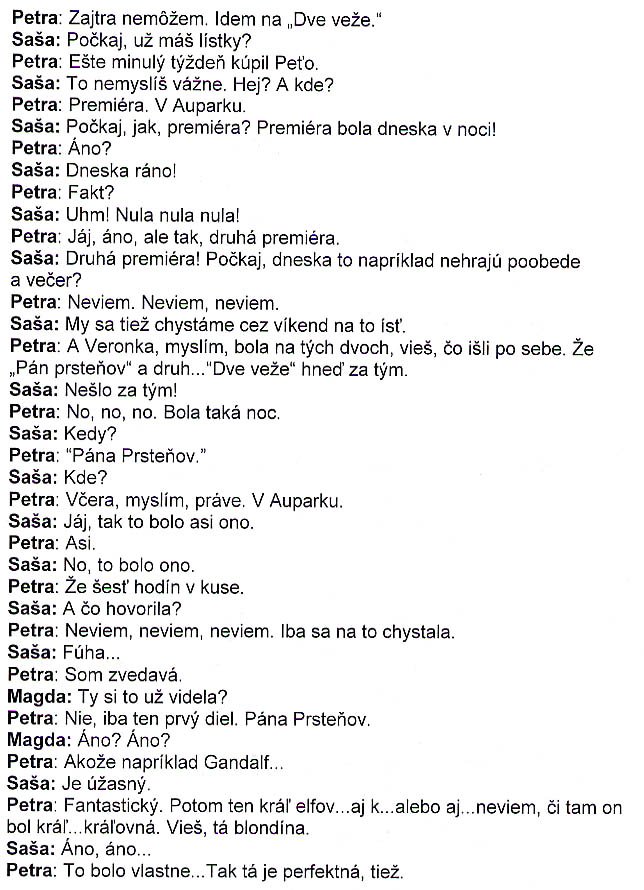 Petra: Zajtra nemôžem. Idem na „Dve veže.“
Saša: Počkaj, už máš lístky?
Petra: Ešte minulý týždeň kúpil Peťo.
Saša: To nemyslíš vážne. Hej? A kde?
Petra: Premiéra. V Auparku.
Saša: Počkaj, jak, premiéra? Premiéra bola dneska v noci!
Petra: Áno?
Saša: Dneska ráno!
Petra: Fakt?
Saša: Uhm! Nula nula nula!
Petra: Jáj, áno, ale tak, druhá premiéra.
Saša: Druhá premiéra! Počkaj, dneska to napríklad nehrajú poobede
a večer?
Petra: Neviem. Neviem, neviem.
Saša: My sa tiež chystáme cez víkend na to ísť.
Petra: A Veronka, myslím, bola na tých dvoch, vieš, čo išli po sebe. Že
„Pán prsteňov“ a druh...“Dve veže“ hneď za tým.
Saša: Nešlo za tým!
Petra: No, no, no. Bola taká noc.
Saša: Kedy?
Petra: “Pána Prsteňov.”
Saša: Kde?
Petra: Včera, myslím, práve. V Auparku.
Saša: Jáj, tak to bolo asi ono.
Petra: Asi.
Saša: No, to bolo ono.
Petra: Že šesť hodín v kuse.
Saša: A čo hovorila?
Petra: Neviem, neviem, neviem. Iba sa na to chystala.
Saša: Fúha...
Petra: Som zvedavá.
Magda: Ty si to už videla?
Petra: Nie, iba ten prvý diel. Pána Prsteňov.
Magda: Áno? Áno?
Petra: Akože napríklad Gandalf...
Saša: Je úžasný.
Petra: Fantastický. Potom ten kráľ elfov...aj k...alebo aj...neviem, či tam on
bol kráľ...kráľovná. Vieš, tá blondína.
Saša: Áno, áno...
Petra: To bolo vlastne...Tak tá je perfektná, tiež.